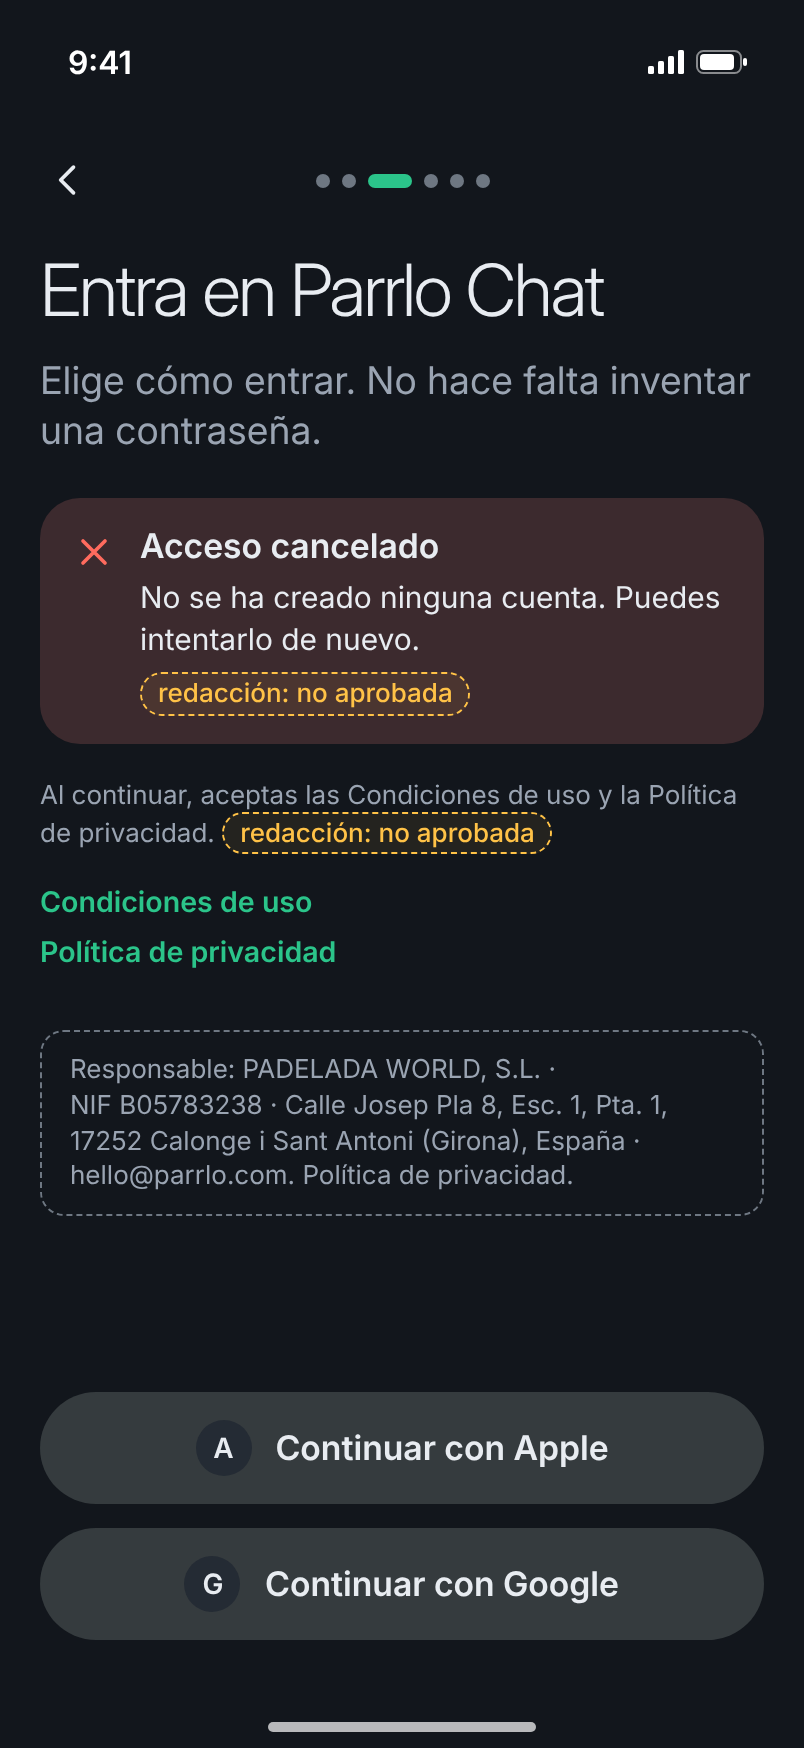 9:41
Entra en Parrlo Chat
Elige cómo entrar. No hace falta inventar
una contraseña.
Acceso cancelado
No se ha creado ninguna cuenta. Puedes
intentarlo de nuevo.
redacción: no aprobada
Al continuar, aceptas las Condiciones de uso y la Política
de privacidad. redacción: no aprobada
Condiciones de uso
Política de privacidad
Responsable: PADELADA WORLD, S.L. ·
NIF B05783238 · Calle Josep Pla 8, Esc. 1, Pta. 1,
17252 Calonge i Sant Antoni (Girona), España ·
hello@parrlo.com. Política de privacidad.
A Continuar con Apple
G Continuar con Google